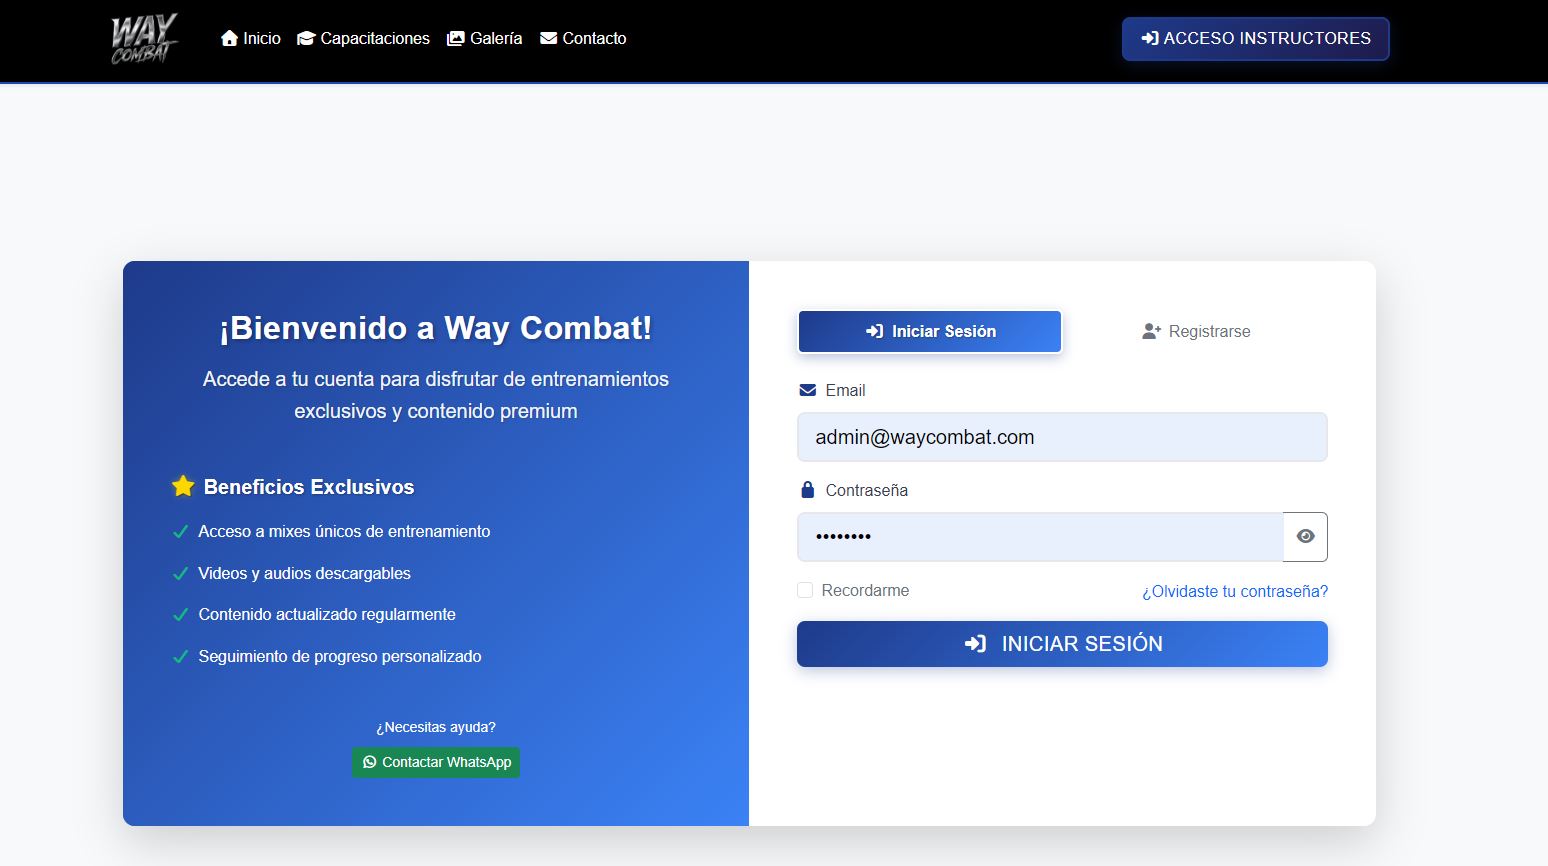 WAY COMBAT
Inicio Capacitaciones Galería Contacto
ACCESO INSTRUCTORES
¡Bienvenido a Way Combat!
Accede a tu cuenta para disfrutar de entrenamientos
exclusivos y contenido premium
Beneficios Exclusivos
Acceso a mixes únicos de entrenamiento
Videos y audios descargables
Contenido actualizado regularmente
Seguimiento de progreso personalizado
¿Necesitas ayuda?
Contactar WhatsApp
Iniciar Sesión
Registrarse
Email
admin@waycombat.com
Contraseña
••••••••
Recordarme
¿Olvidaste tu contraseña?
INICIAR SESIÓN